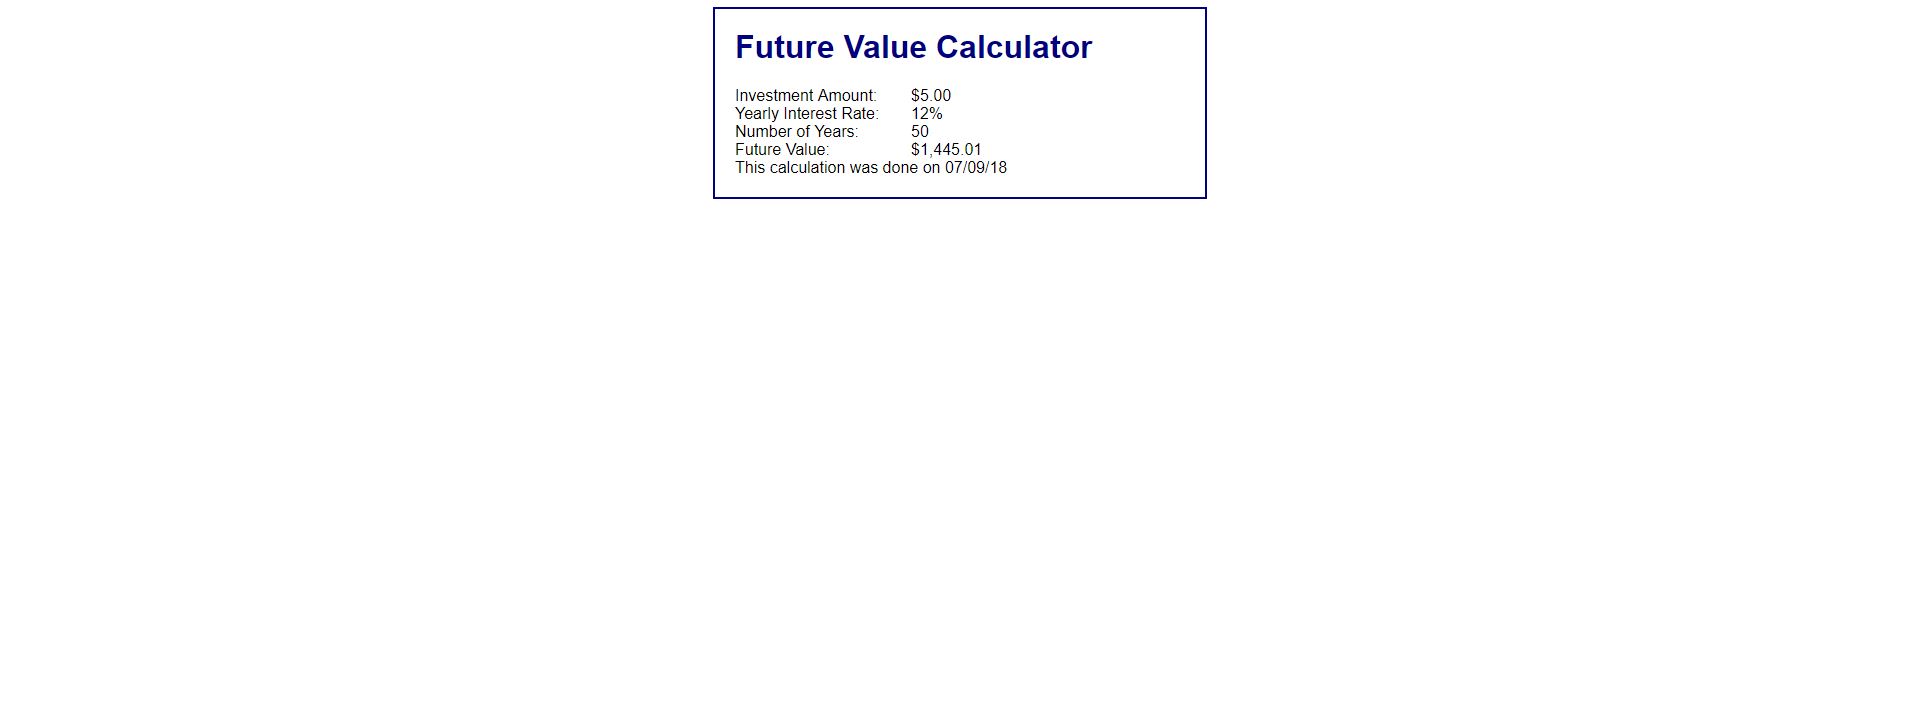 Future Value Calculator
Investment Amount: $5.00
Yearly Interest Rate: 12%
Number of Years: 50
Future Value: $1,445.01
This calculation was done on 07/09/18